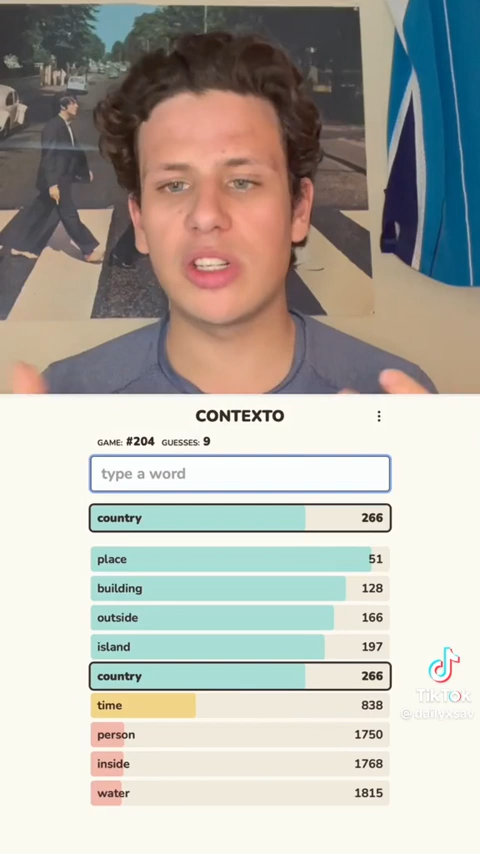 CONTEXTO
GAME: #204 GUESSES: 9
type a word
country 266
place 51
building 128
outside 166
island 197
country 266
time 838
person 1750
inside 1768
water 1815
TikTok
@dailyxsav